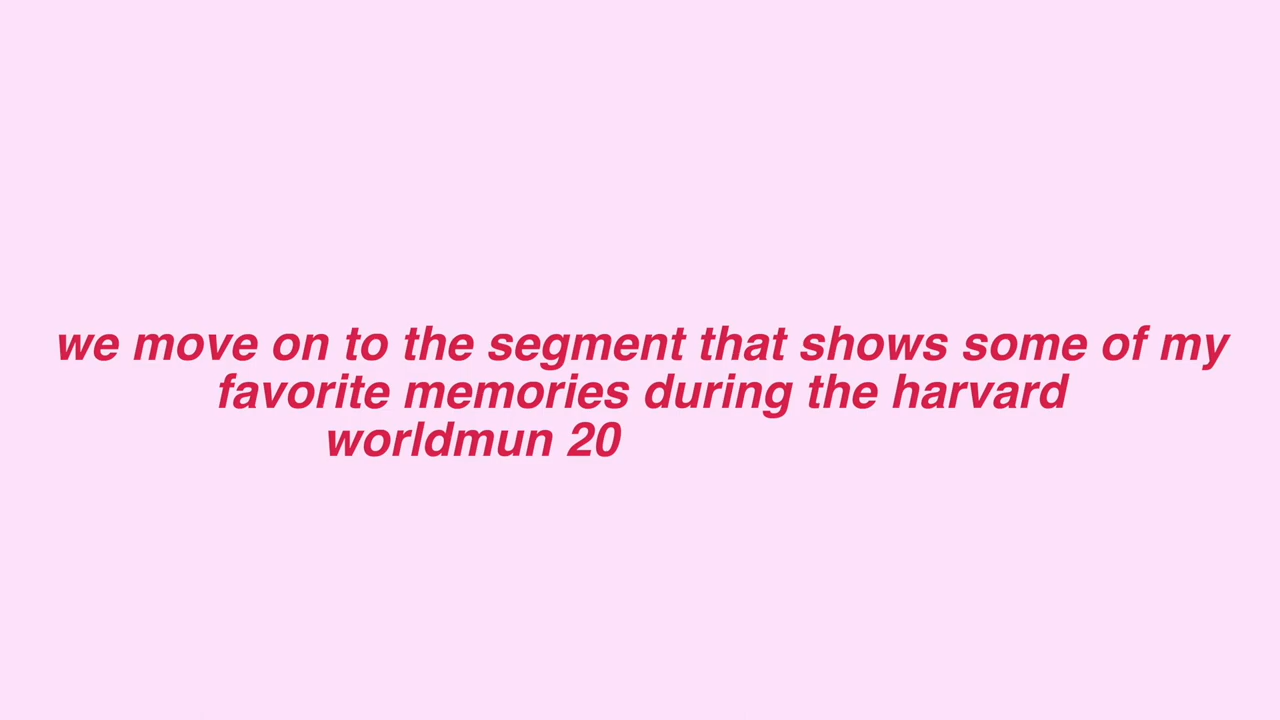 we move on to the segment that shows some of my
favorite memories during the harvard
worldmun 20